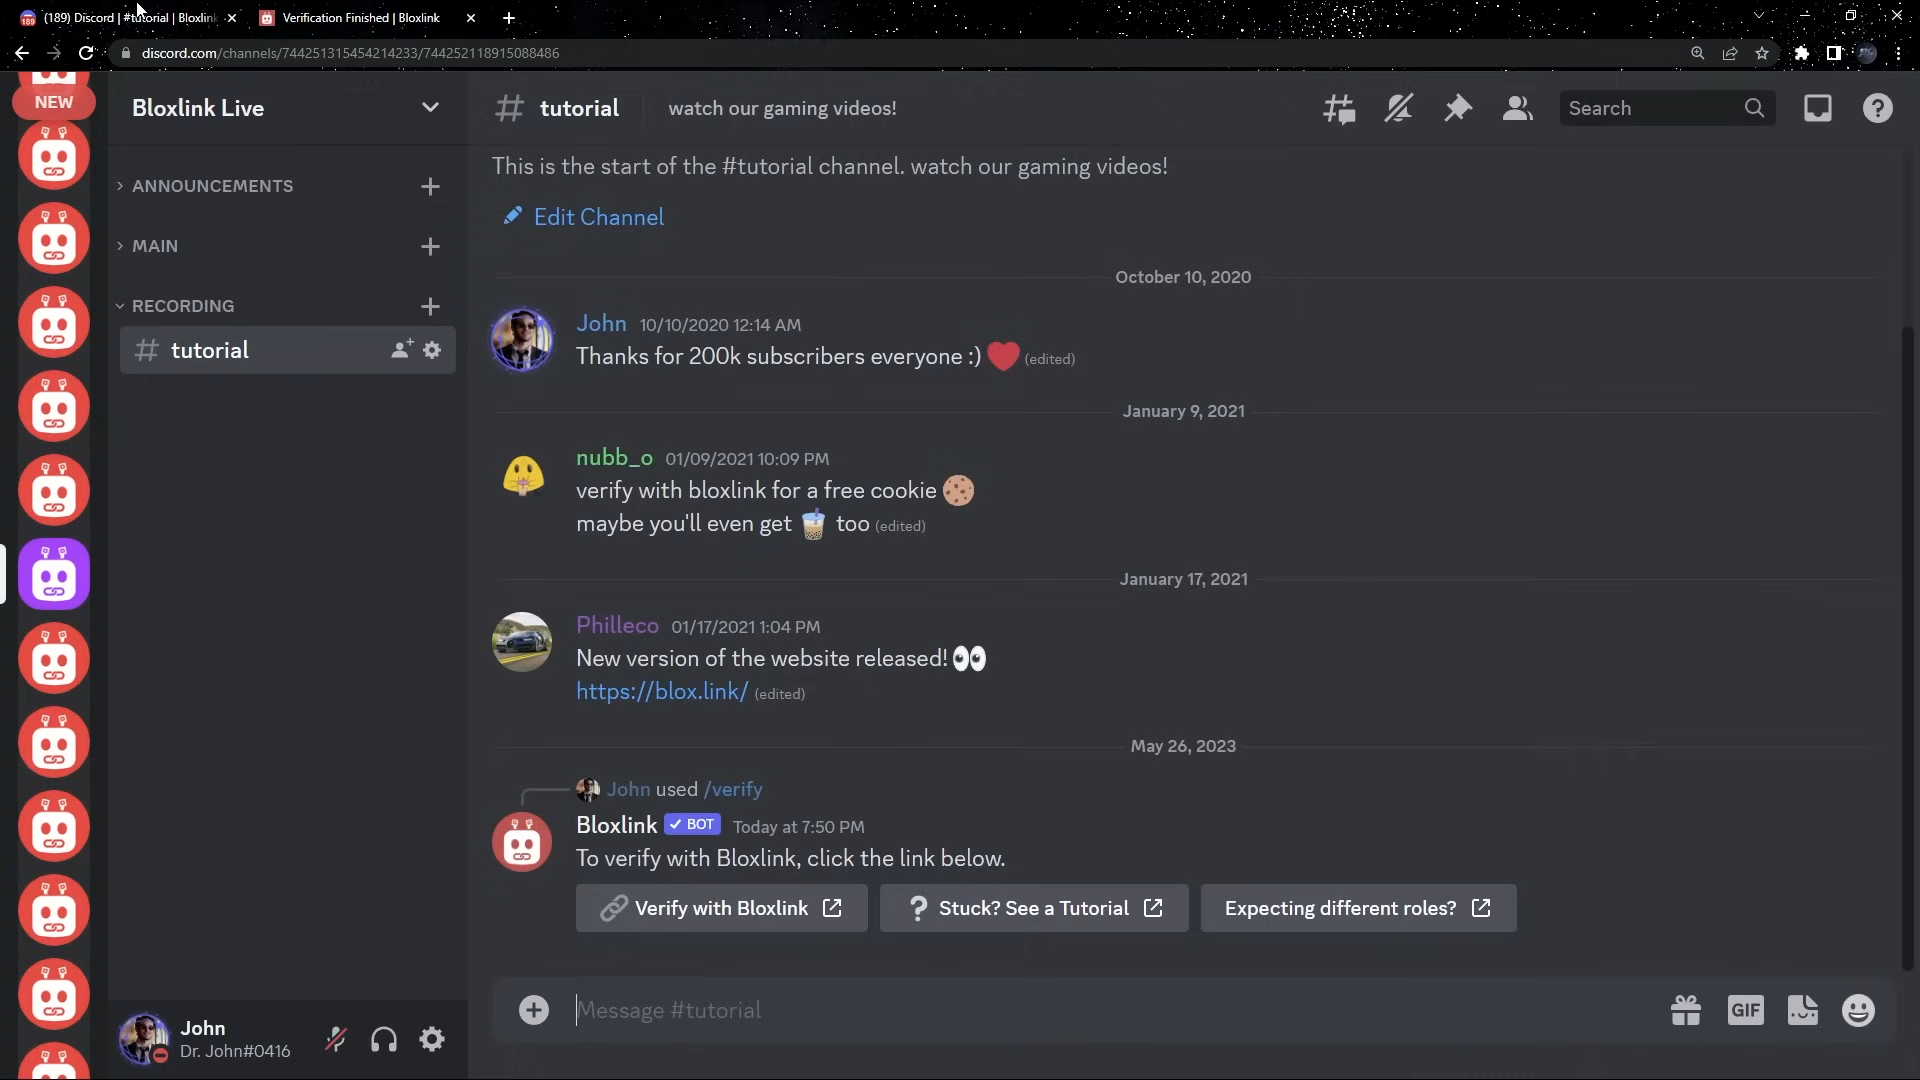 (189) Discord | #tutorial | Bloxlink
Verification Finished | Bloxlink
discord.com/channels/744251315454214233/744252118915088486
NEW
Bloxlink Live
# tutorial
watch our gaming videos!
Search
This is the start of the #tutorial channel. watch our gaming videos!
Edit Channel
ANNOUNCEMENTS
MAIN
RECORDING
# tutorial
October 10, 2020
John 10/10/2020 12:14 AM
Thanks for 200k subscribers everyone :) ❤️ (edited)
January 9, 2021
nubb_o 01/09/2021 10:09 PM
verify with bloxlink for a free cookie 🍪
maybe you'll even get 🧋 too (edited)
January 17, 2021
Philleco 01/17/2021 1:04 PM
New version of the website released! 👀
https://blox.link/ (edited)
May 26, 2023
John used /verify
Bloxlink ✓ BOT Today at 7:50 PM
To verify with Bloxlink, click the link below.
Verify with Bloxlink
? Stuck? See a Tutorial
Expecting different roles?
Message #tutorial
GIF
John
Dr. John#0416